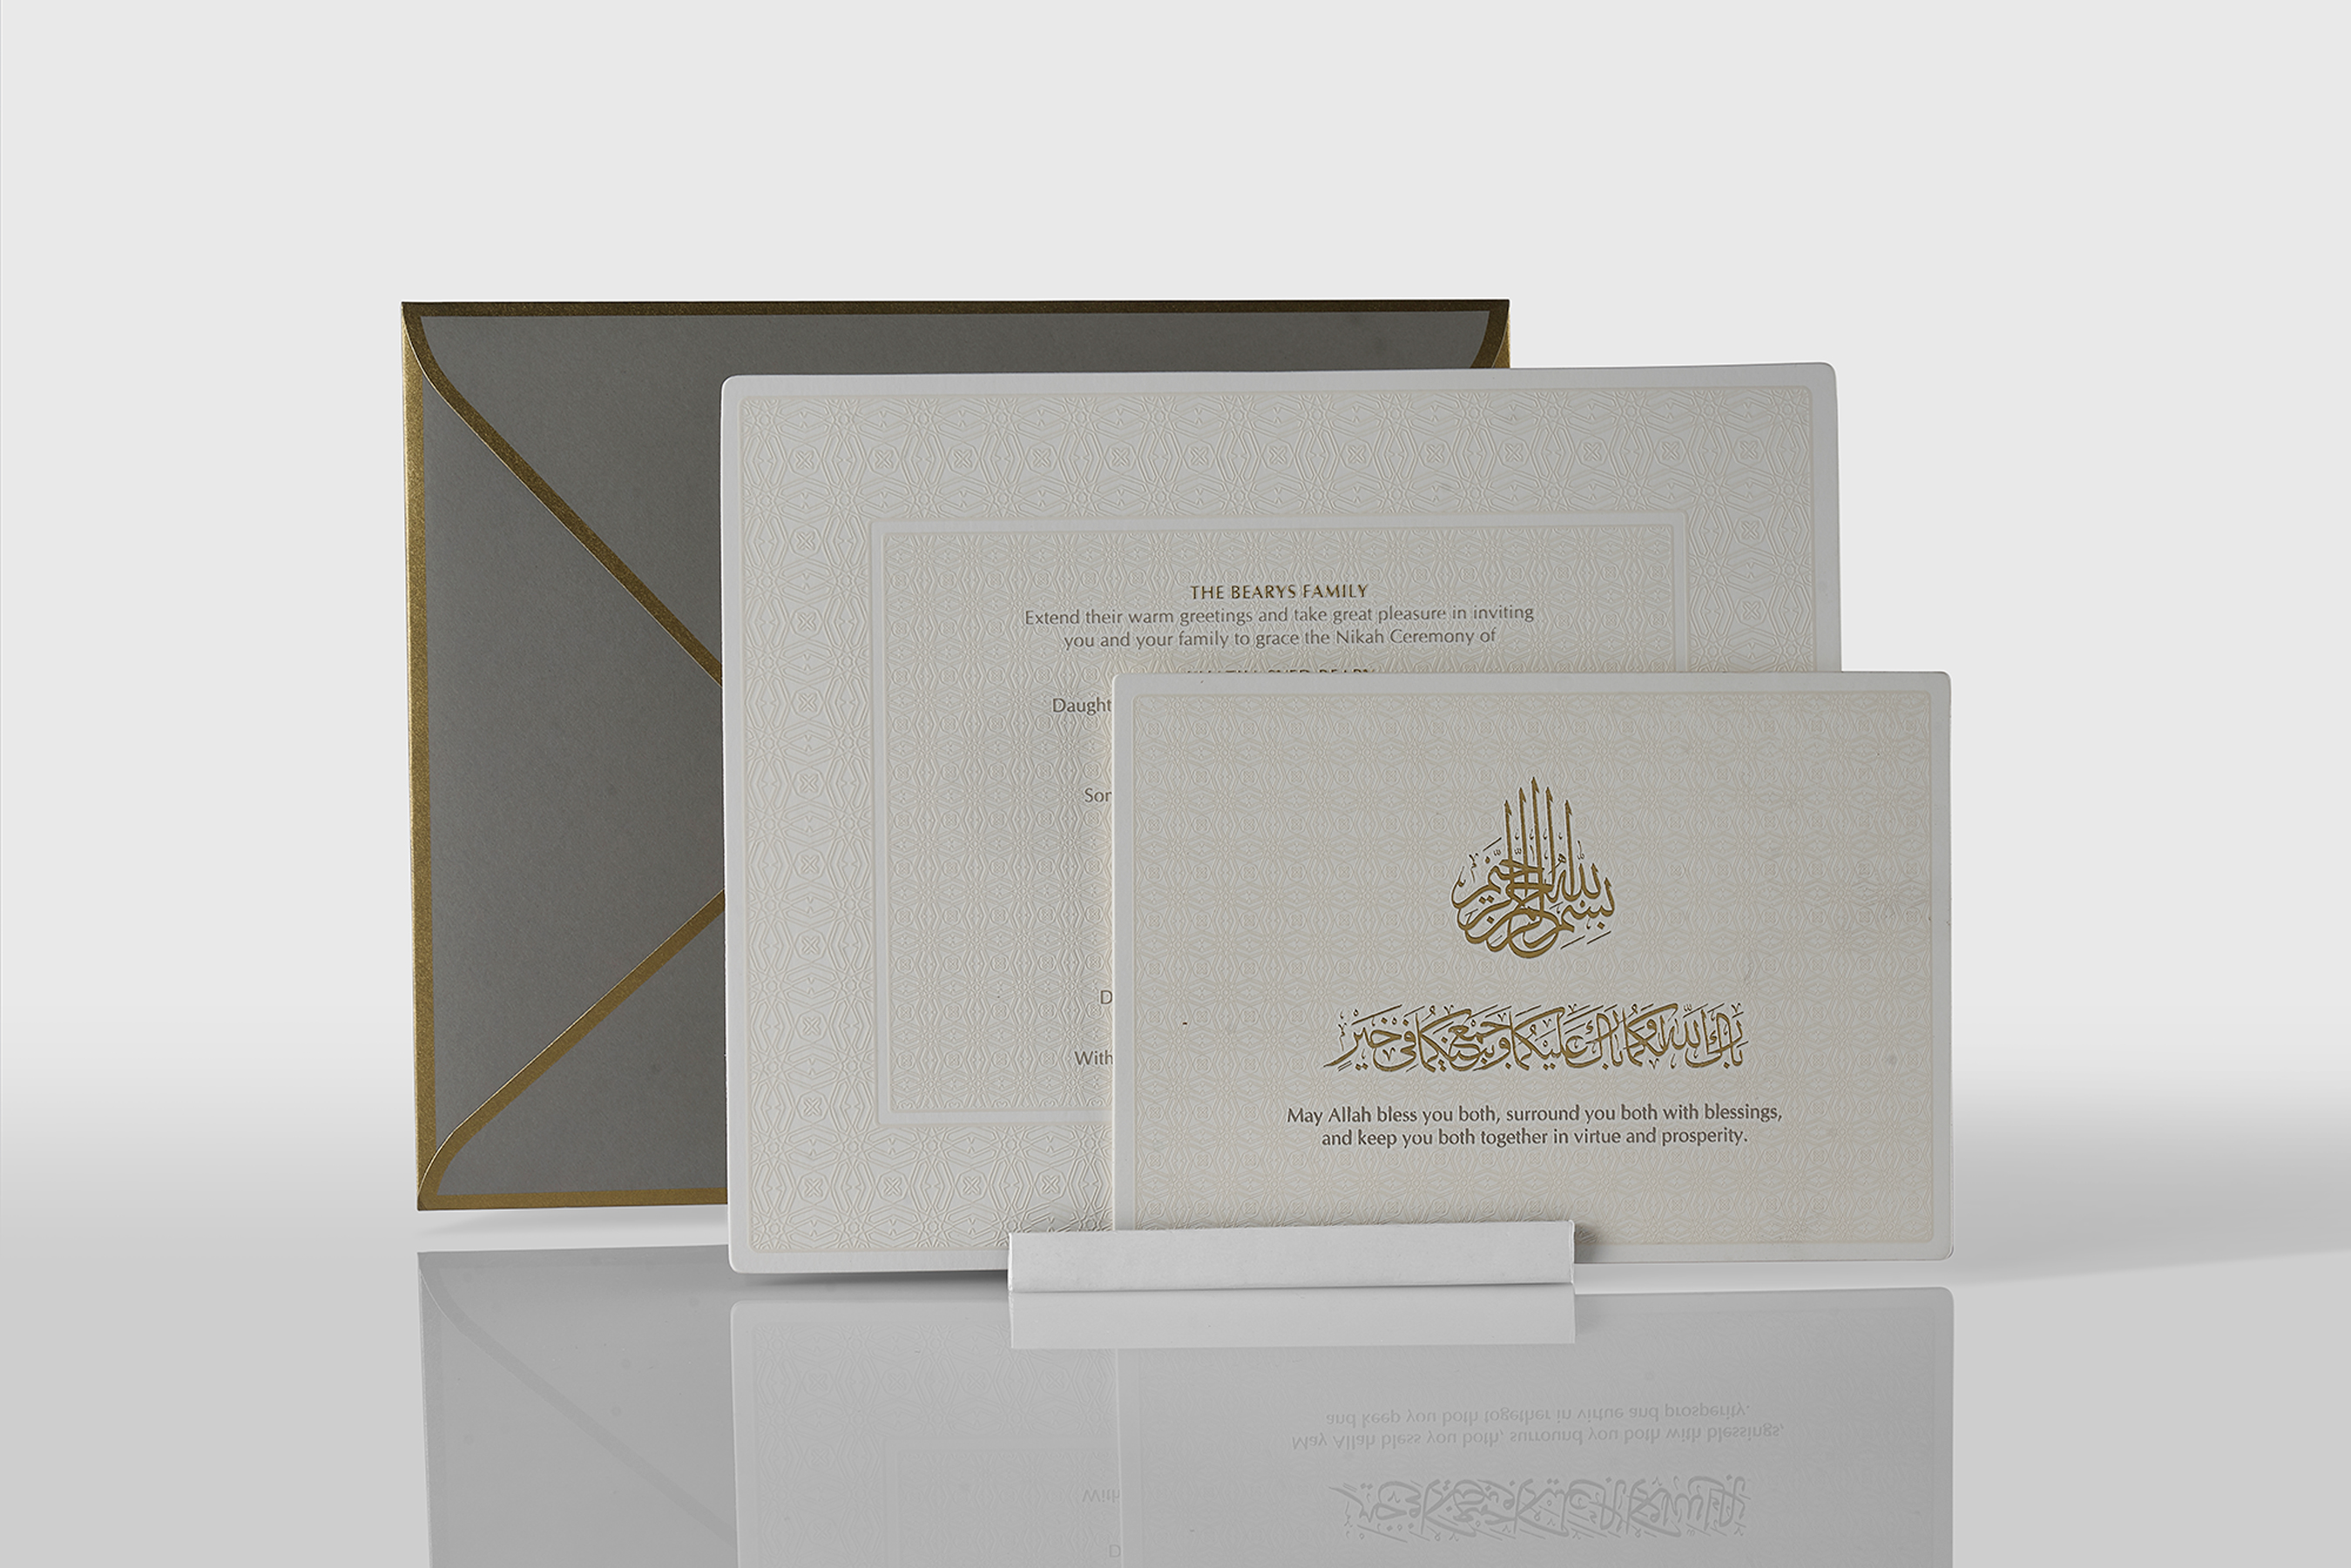 THE BEARYS FAMILY
Extend their warm greetings and take great pleasure in inviting
you and your family to grace the Nikah Ceremony of
Daught
Son
D
With
بسم الله الرحمن الرحيم
بارك الله لكما وبارك عليكما وجمع بينكما في خير
May Allah bless you both, surround you both with blessings,
and keep you both together in virtue and prosperity.